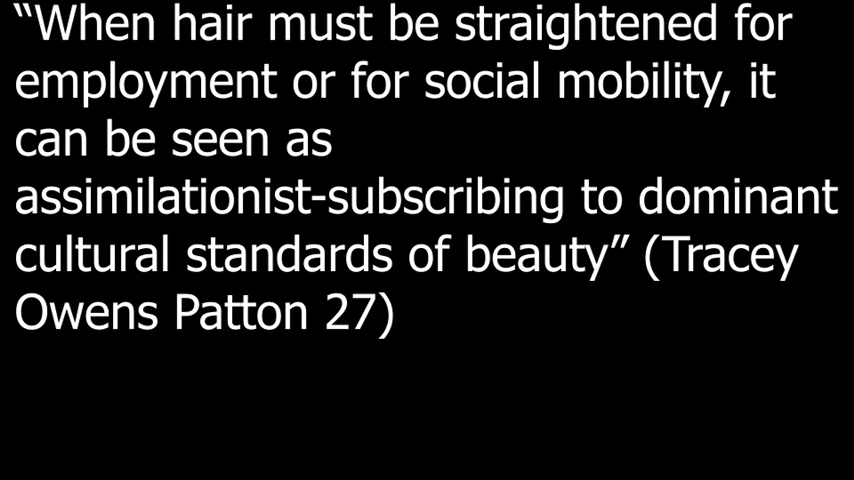 “When hair must be straightened for
employment or for social mobility, it
can be seen as
assimilationist-subscribing to dominant
cultural standards of beauty” (Tracey
Owens Patton 27)